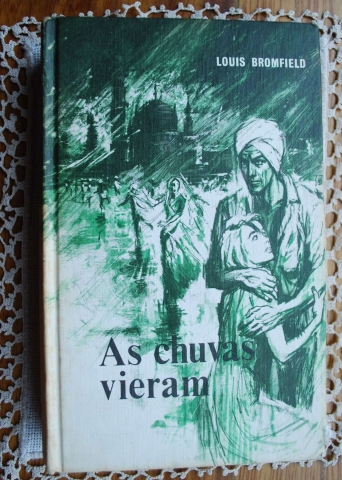 LOUIS BROMFIELD
As chuvas
vieram